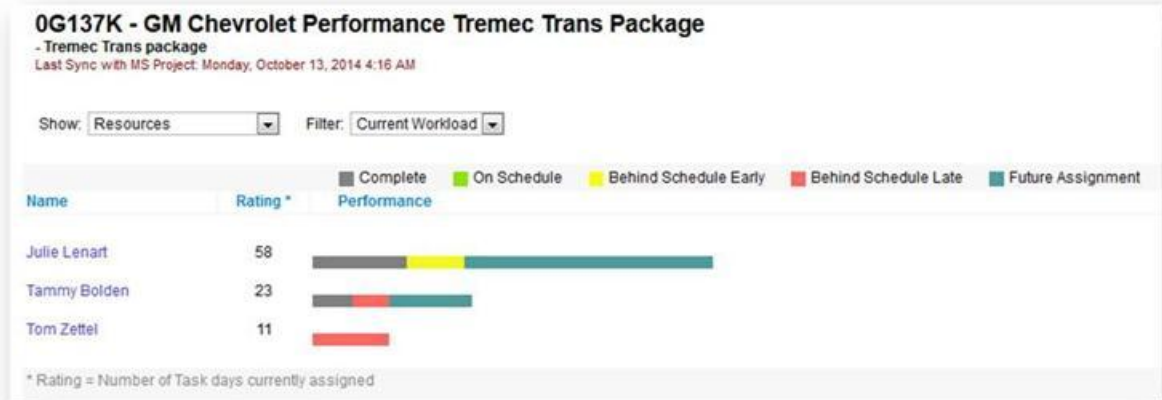 0G137K - GM Chevrolet Performance Tremec Trans Package
- Tremec Trans package
Last Sync with MS Project: Monday, October 13, 2014 4:16 AM
Show: Resources Filter: Current Workload
Complete On Schedule Behind Schedule Early Behind Schedule Late Future Assignment
Name Rating * Performance
Julie Lenart 58
Tammy Bolden 23
Tom Zettel 11
* Rating = Number of Task days currently assigned